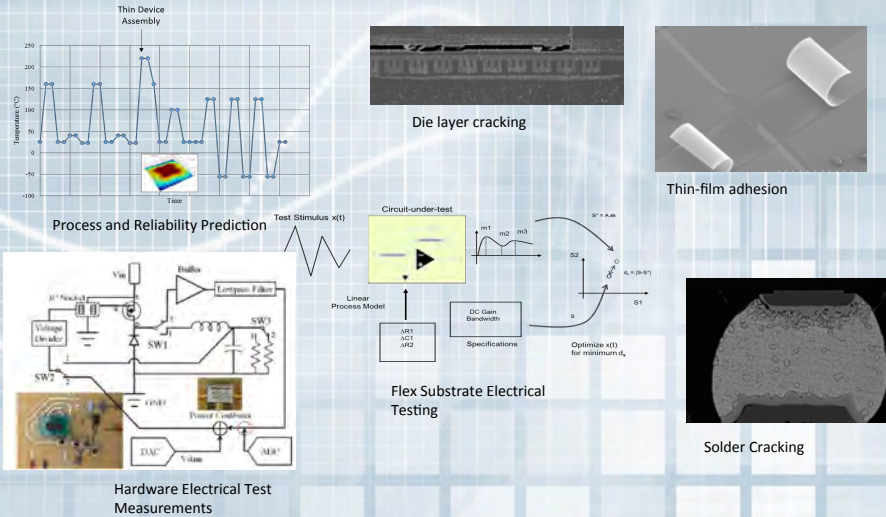 Thin Device
Assembly
250
200
150
100
50
0
-50
-100
Temperature (°C)
Time
Process and Reliability Prediction
Die layer cracking
Thin-film adhesion
Test Stimulus x(t)
Circuit-under-test
m1
m2
m3
S* = A.m
S2
S1
Linear
Process Model
ΔR1
ΔC1
ΔR2
DC Gain
Bandwidth
Specifications
s
Optimize x(t)
for minimum
Flex Substrate Electrical
Testing
Solder Cracking
Vin
Buffer
Lowpass Filter
Voltage
Divider
SW1
SW2
SW3
GND
Power Combiner
DAC
ADC
Hardware Electrical Test
Measurements